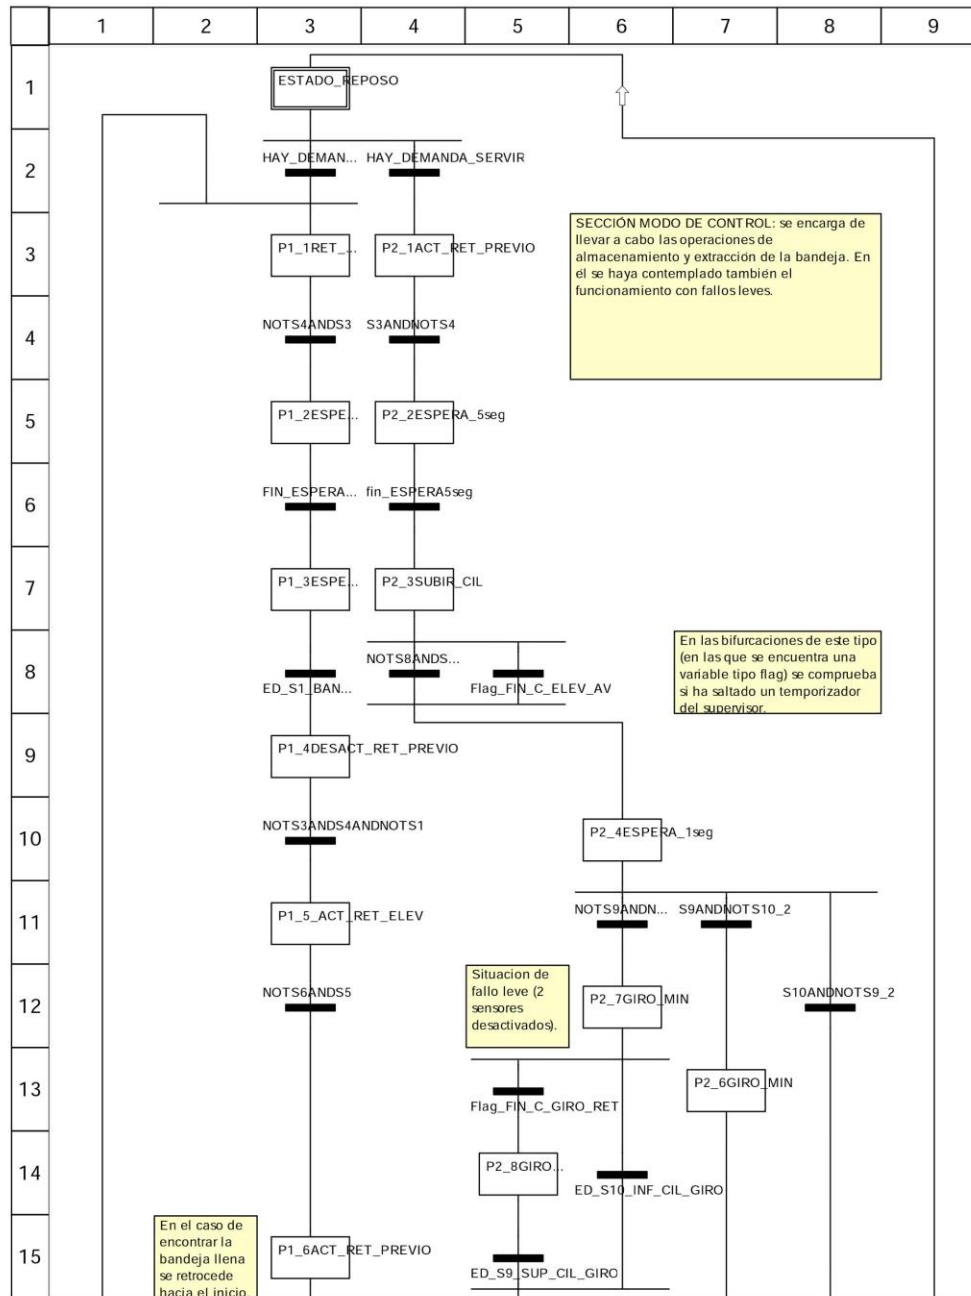 1 2 3 4 5 6 7 8 9
1
ESTADO_REPOSO
2
HAY_DEMAN... HAY_DEMANDA_SERVIR
3
P1_1RET_... P2_1ACT_RET_PREVIO
SECCIÓN MODO DE CONTROL: se encarga de
llevar a cabo las operaciones de
almacenamiento y extracción de la bandeja. En
él se haya contemplado también el
funcionamiento con fallos leves.
4
NOTS4ANDS3 S3ANDNOTS4
5
P1_2ESPE... P2_2ESPERA_5seg
6
FIN_ESPERA... fin_ESPERA5seg
7
P1_3ESPE... P2_3SUBIR_CIL
8
ED_S1_BAN... NOTS8ANDS... Flag_FIN_C_ELEV_AV
En las bifurcaciones de este tipo
(en las que se encuentra una
variable tipo flag) se comprueba
si ha saltado un temporizador
del supervisor.
9
P1_4DESACT_RET_PREVIO
10
NOTS3ANDS4ANDNOTS1 P2_4ESPERA_1seg
11
P1_5_ACT_RET_ELEV NOTS9ANDN... S9ANDNOTS10_2
12
NOTS6ANDS5
Situacion de
fallo leve (2
sensores
desactivados).
P2_7GIRO_MIN S10ANDNOTS9_2
13
Flag_FIN_C_GIRO_RET P2_6GIRO_MIN
14
P2_8GIRO... ED_S10_INF_CIL_GIRO
15
En el caso de
encontrar la
bandeja llena
se retrocede
hacia el inicio.
P1_6ACT_RET_PREVIO ED_S9_SUP_CIL_GIRO